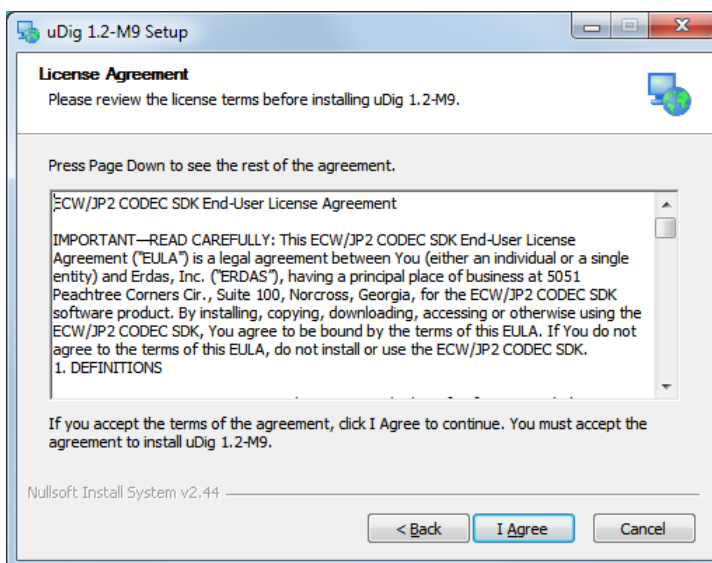 uDig 1.2-M9 Setup
License Agreement
Please review the license terms before installing uDig 1.2-M9.
Press Page Down to see the rest of the agreement.
ECW/JP2 CODEC SDK End-User License Agreement
IMPORTANT—READ CAREFULLY: This ECW/JP2 CODEC SDK End-User License
Agreement ("EULA") is a legal agreement between You (either an individual or a single
entity) and Erdas, Inc. ("ERDAS"), having a principal place of business at 5051
Peachtree Corners Cir., Suite 100, Norcross, Georgia, for the ECW/JP2 CODEC SDK
software product. By installing, copying, downloading, accessing or otherwise using the
ECW/JP2 CODEC SDK, You agree to be bound by the terms of this EULA. If You do not
agree to the terms of this EULA, do not install or use the ECW/JP2 CODEC SDK.
1. DEFINITIONS
If you accept the terms of the agreement, click I Agree to continue. You must accept the
agreement to install uDig 1.2-M9.
Nullsoft Install System v2.44
< Back
I Agree
Cancel